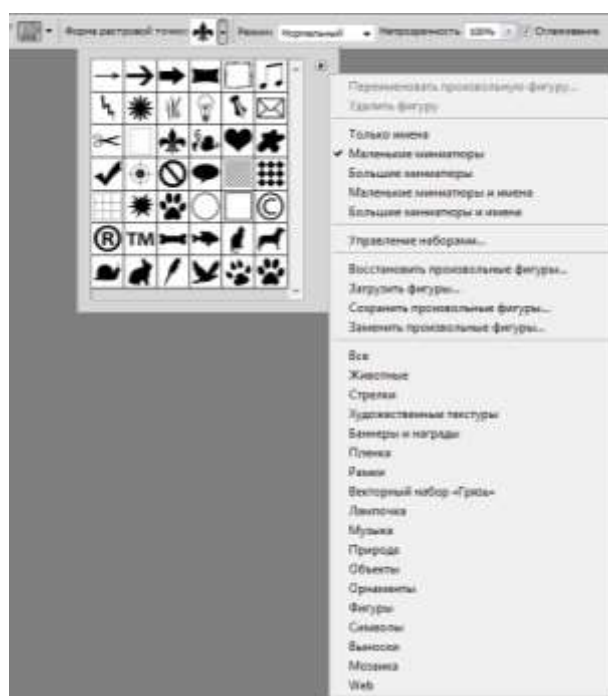 Форма растровой точки: Режим: Нормальный Непрозрачность: 100% Сглаживание
Переименовать произвольную фигуру...
Удалить фигуру
Только имена
Маленькие миниатюры
Большие миниатюры
Маленькие миниатюры и имена
Большие миниатюры и имена
Управление наборами...
Восстановить произвольные фигуры...
Загрузить фигуры...
Сохранить произвольные фигуры...
Заменить произвольные фигуры...
Все
Животные
Стрелки
Художественные текстуры
Баннеры и награды
Пленка
Рамки
Векторный набор «Грязь»
Лампочка
Музыка
Природа
Объекты
Орнаменты
Фигуры
Символы
Выноски
Мозаика
Web
©
® TM